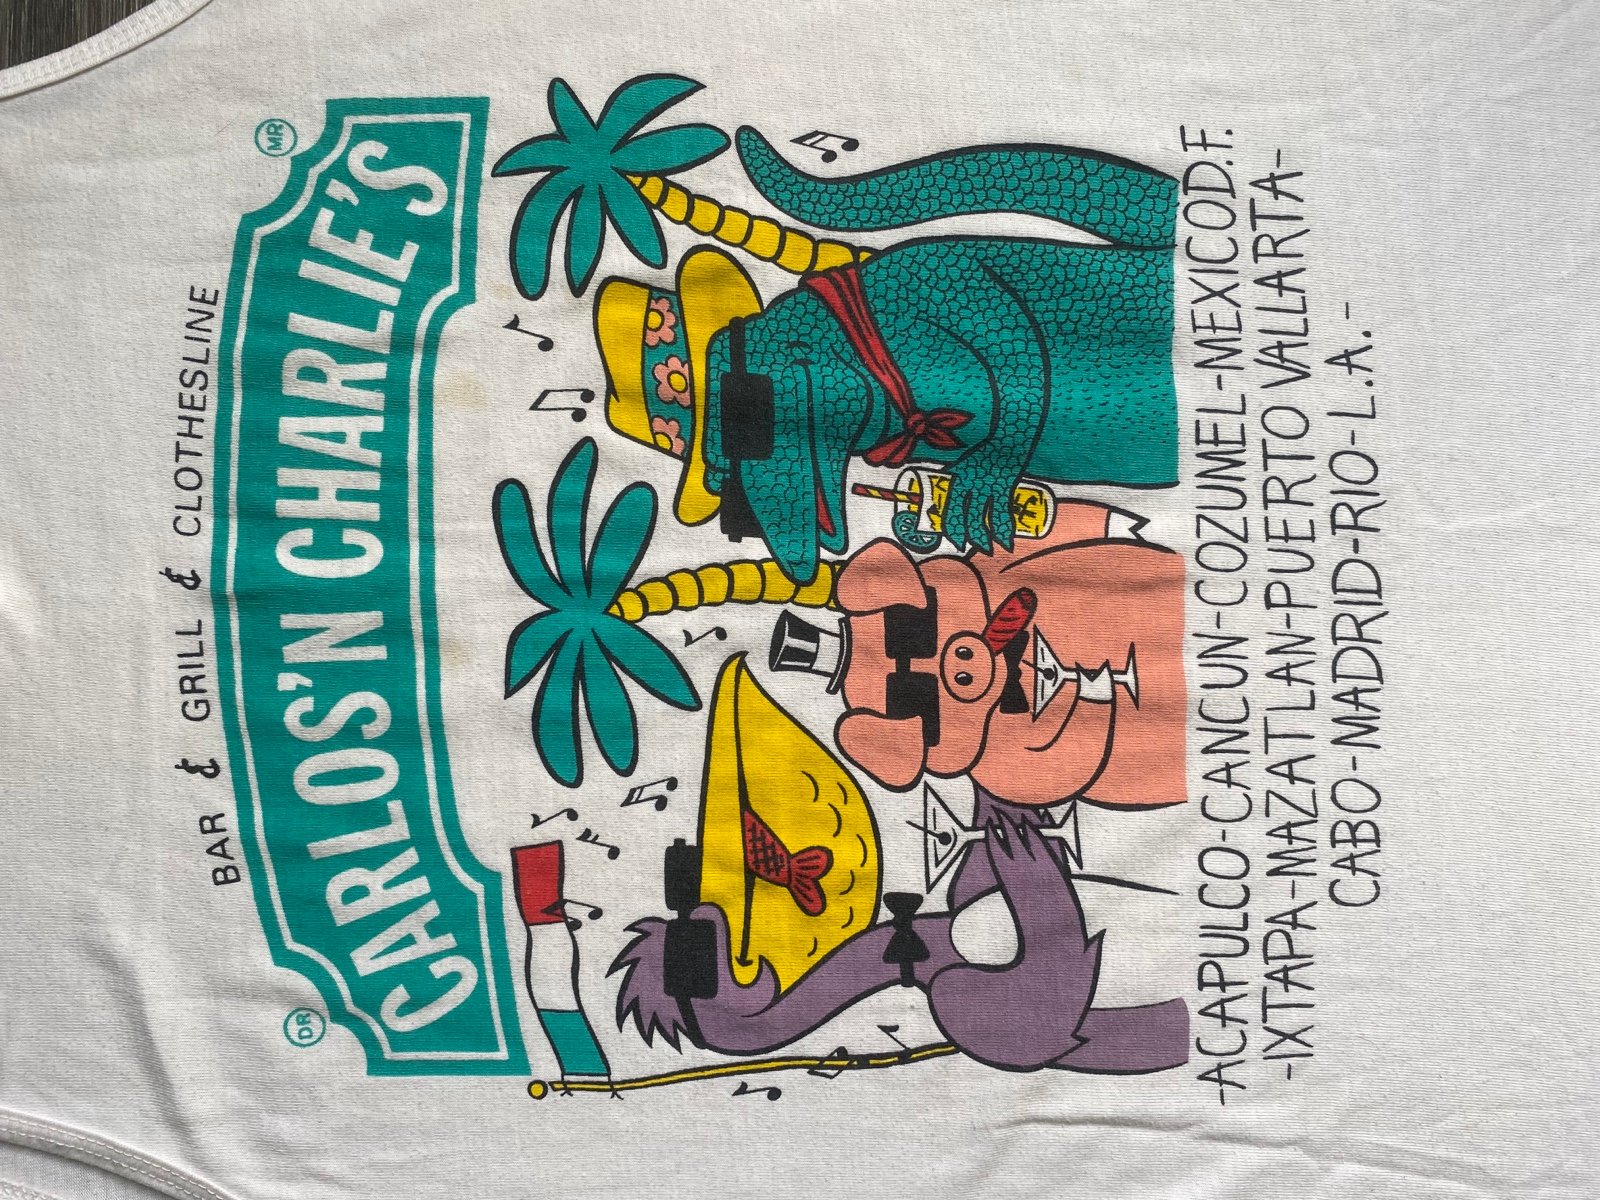 BAR & GRILL & CLOTHESLINE
DR
MR
CARLOS'N CHARLIE'S
-ACAPULCO-CANCUN-COZUMEL-MEXICO D.F.
-IXTAPA-MAZATLAN-PUERTO VALLARTA-
CABO-MADRID-RIO-L.A.-